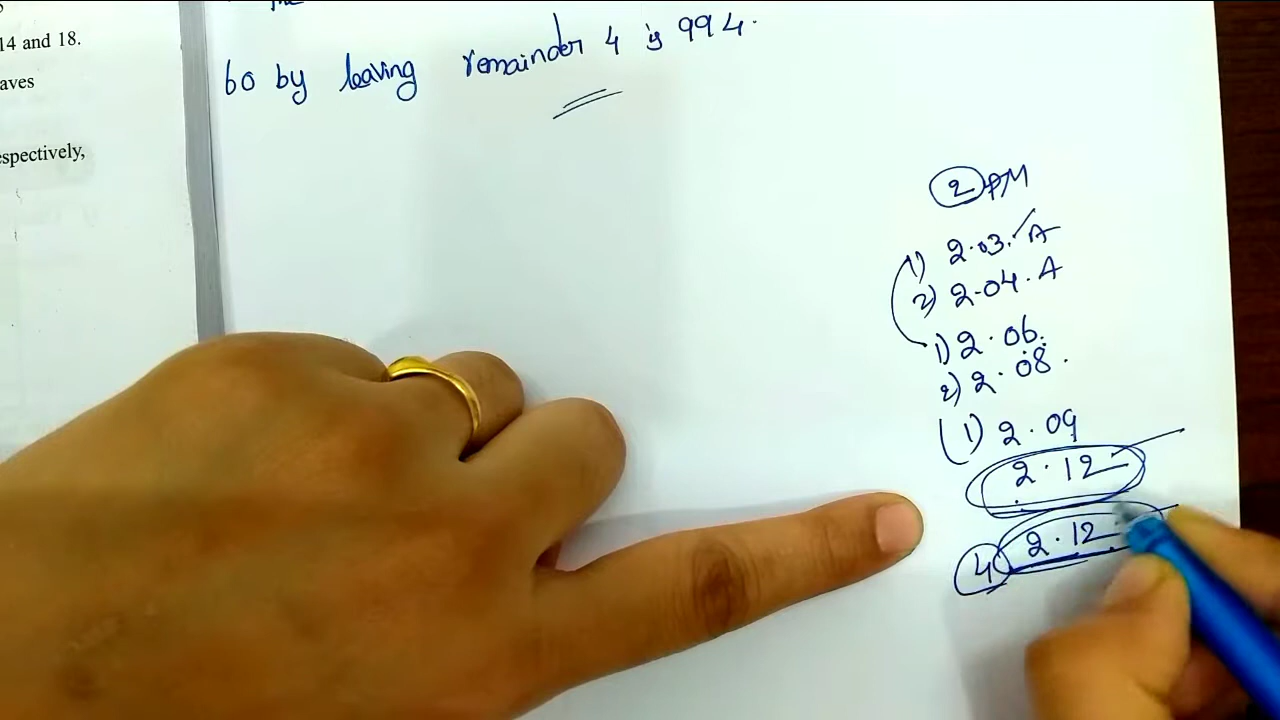 14 and 18.
aves
espectively,
60 by leaving remainder 4 is 994.
2 PM
1) 2.03. A
2) 2.04. A
1) 2.06.
2) 2.08.
1) 2.09
2.12
4 2.12